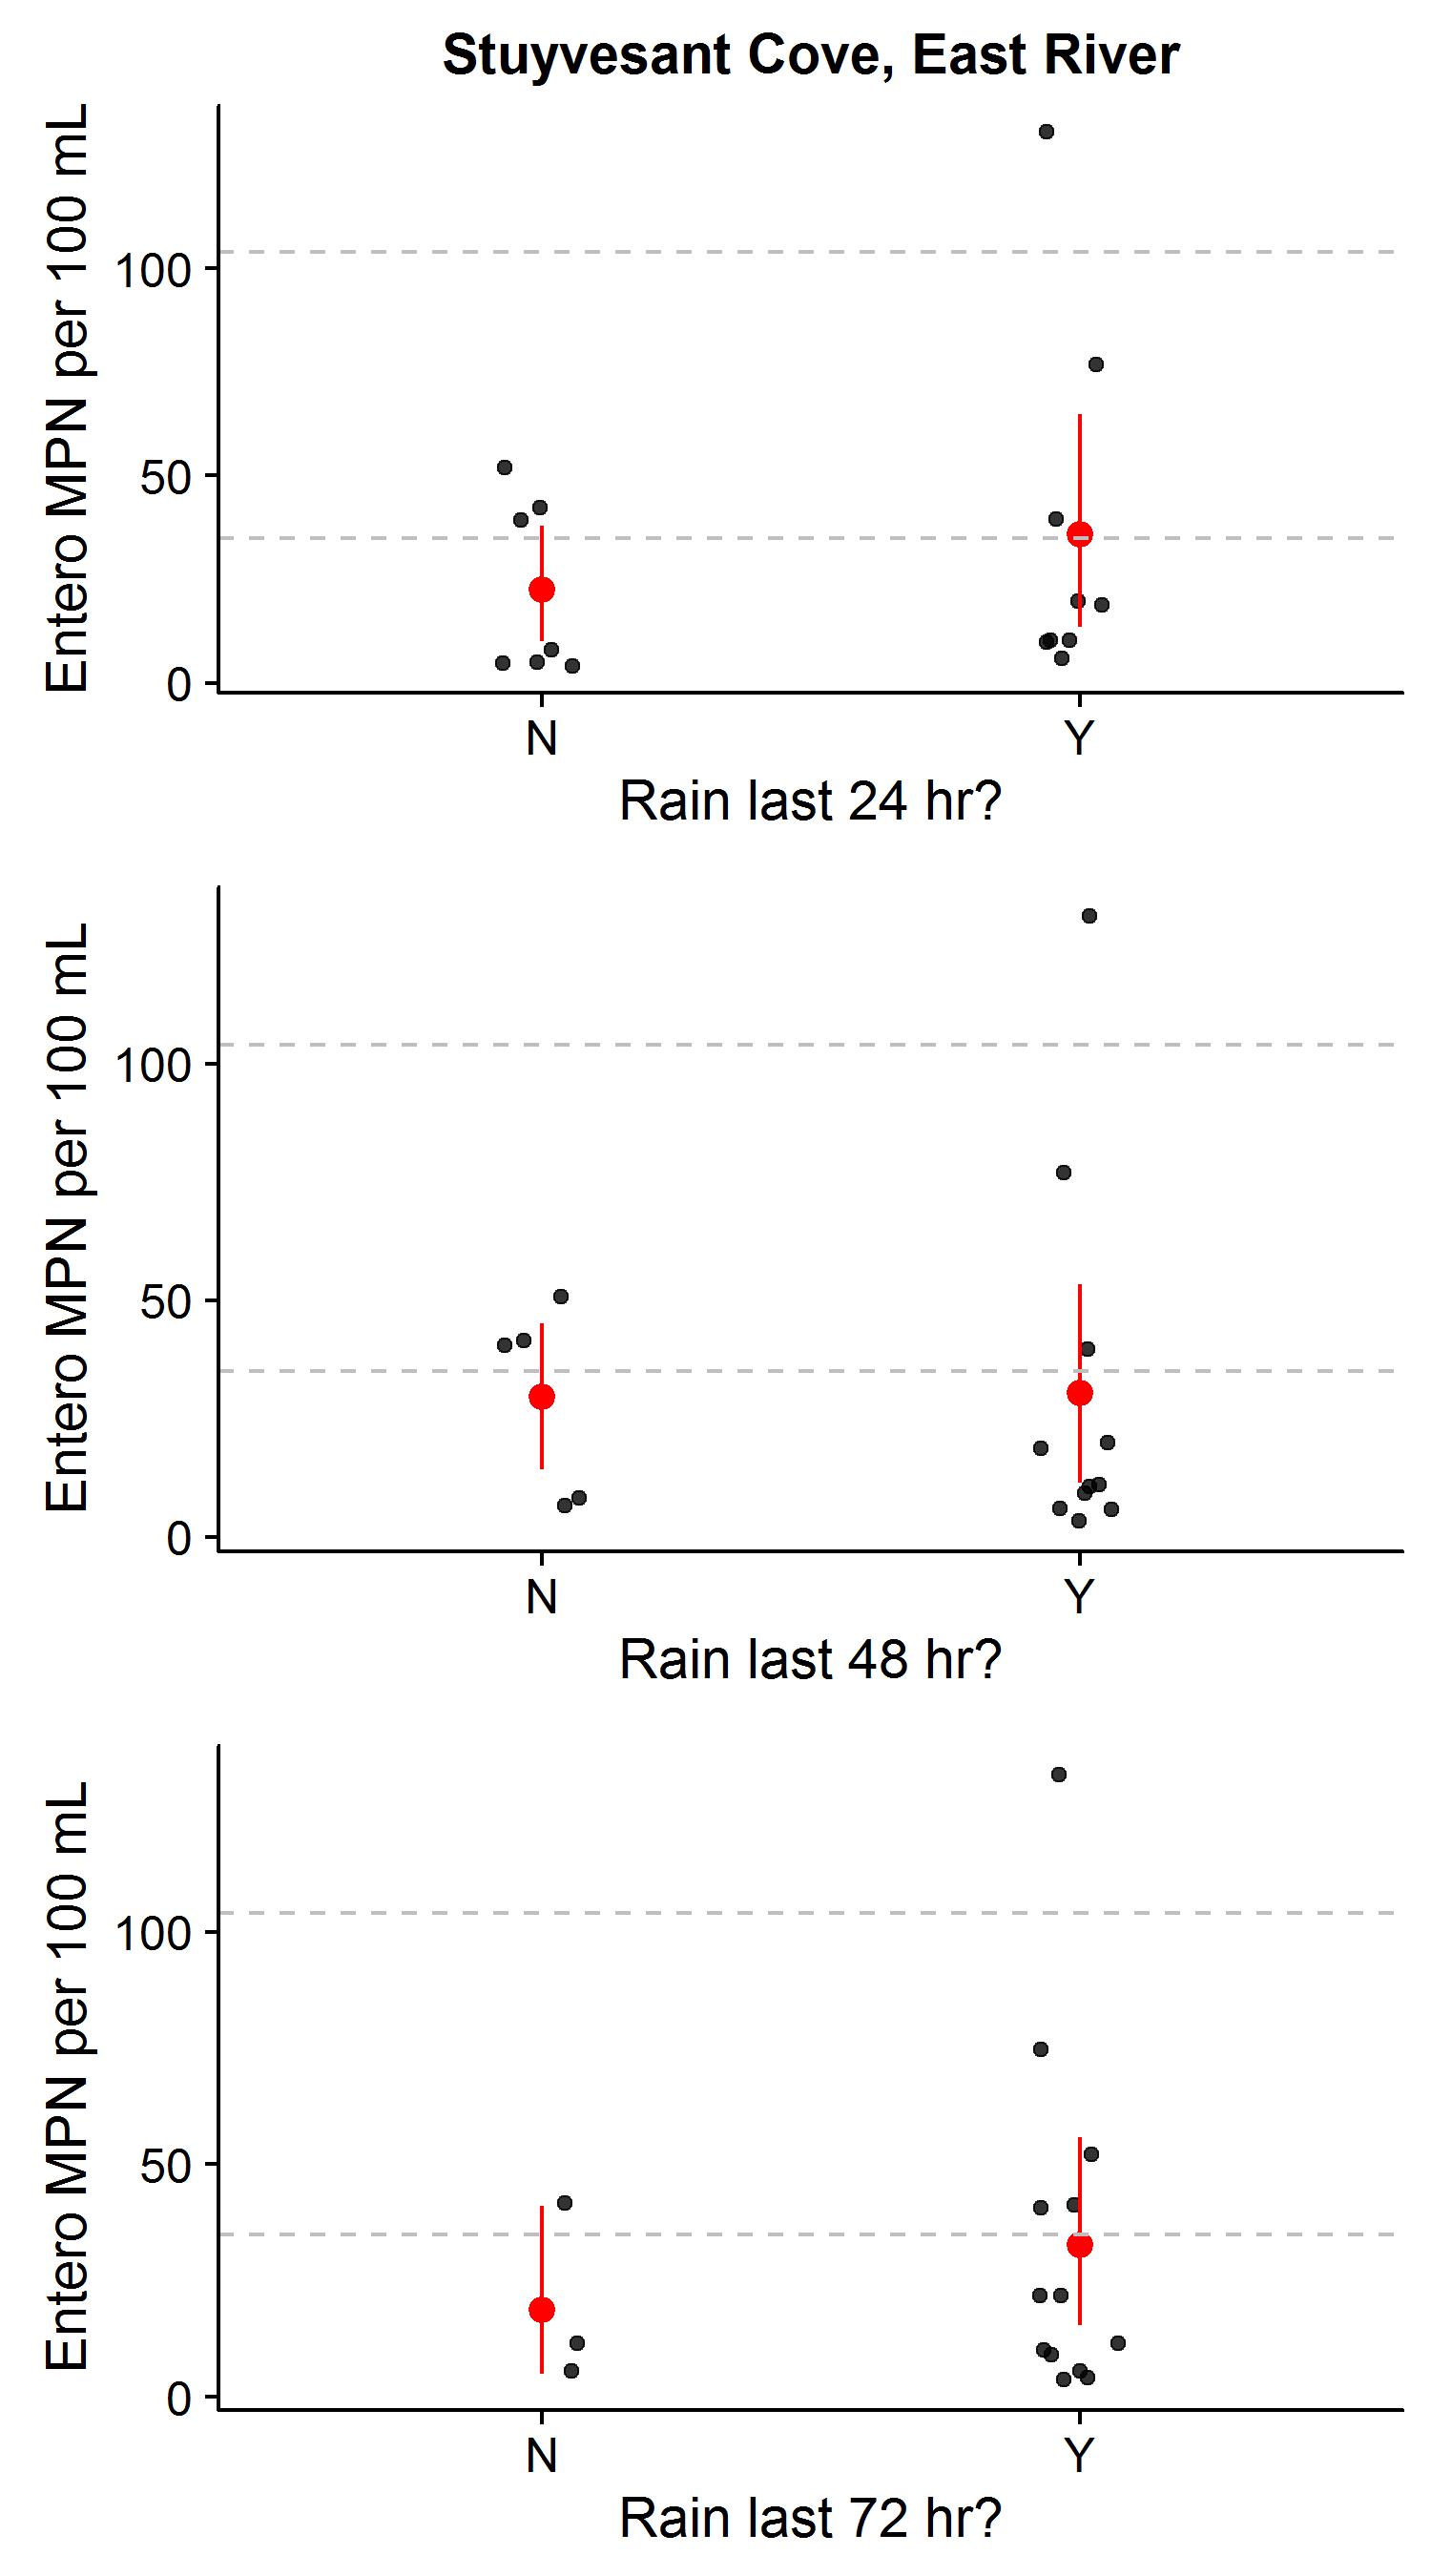 Stuyvesant Cove, East River
Entero MPN per 100 mL
100
50
0
N Y
Rain last 24 hr?
Entero MPN per 100 mL
100
50
0
N Y
Rain last 48 hr?
Entero MPN per 100 mL
100
50
0
N Y
Rain last 72 hr?